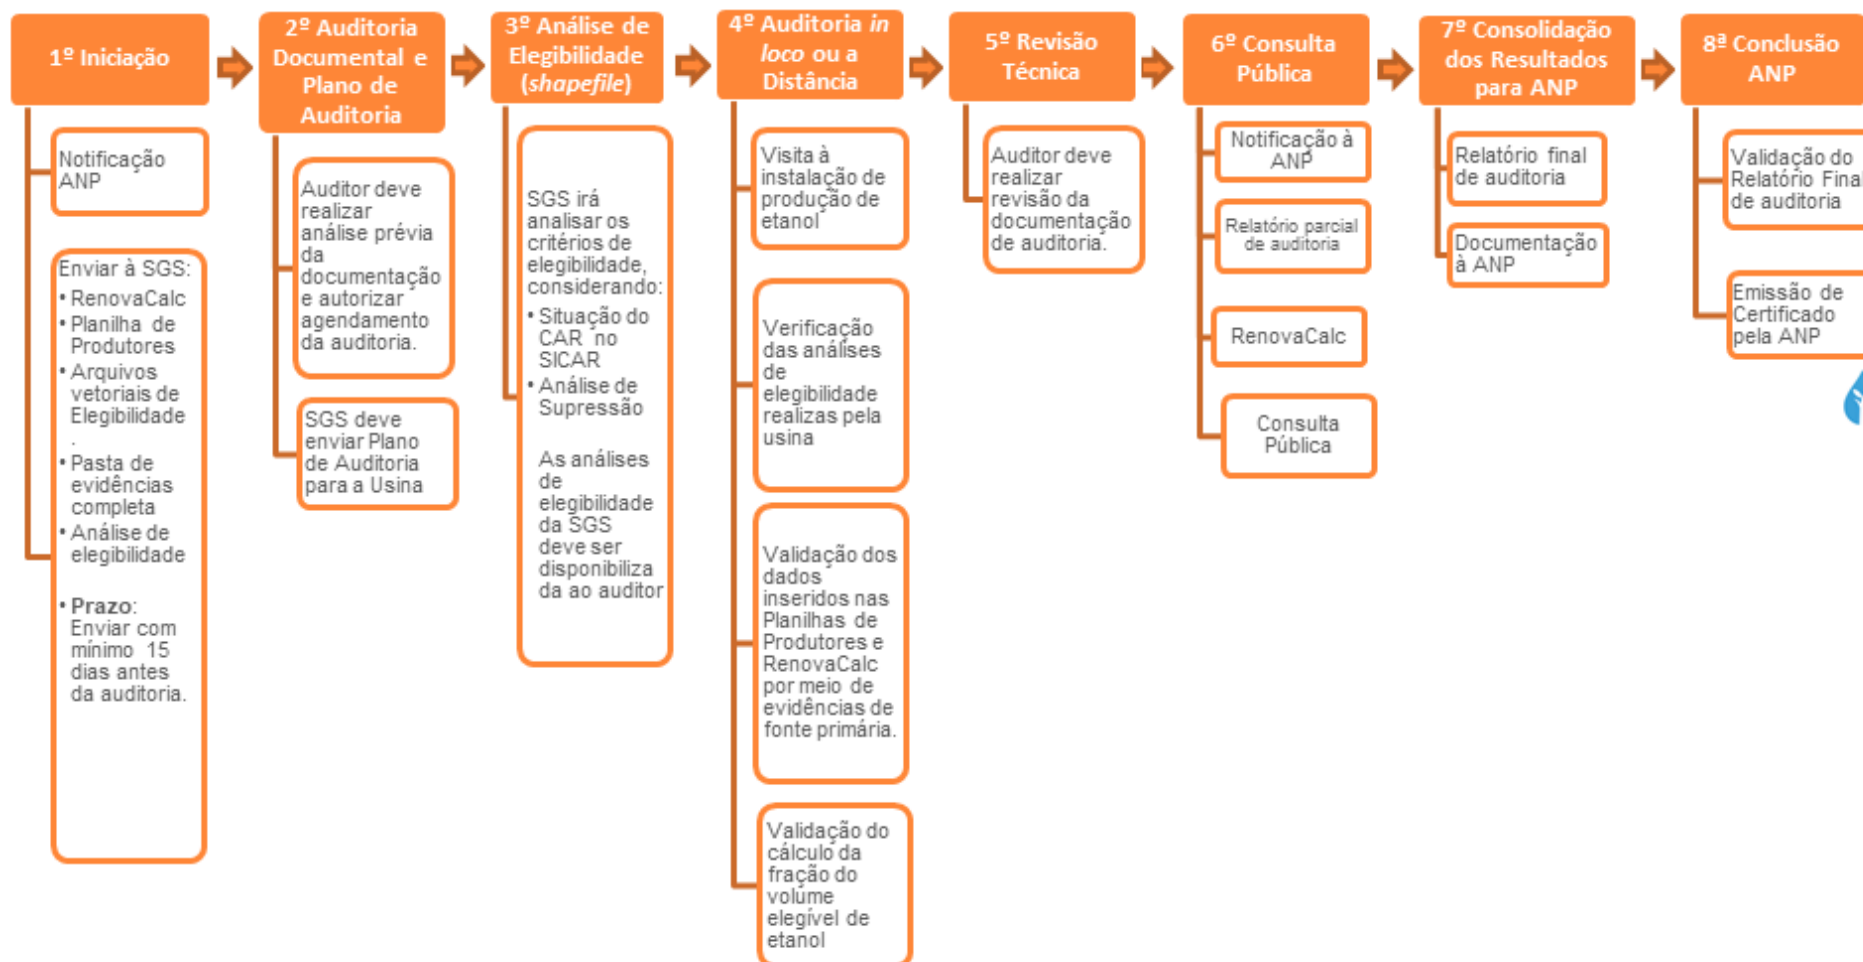 1º Iniciação
Notificação
ANP
Enviar à SGS:
• RenovaCalc
• Planilha de
Produtores
• Arquivos
vetoriais de
Elegibilidade
.
• Pasta de
evidências
completa
• Análise de
elegibilidade
• Prazo:
Enviar com
mínimo 15
dias antes
da auditoria.
2º Auditoria
Documental e
Plano de
Auditoria
Auditor deve
realizar
análise prévia
da
documentação
e autorizar
agendamento
da auditoria.
SGS deve
enviar Plano
de Auditoria
para a Usina
3º Análise de
Elegibilidade
(shapefile)
SGS irá
analisar os
critérios de
elegibilidade,
considerando:
• Situação do
CAR no
SICAR
• Análise de
Supressão
As análises
de
elegibilidade
da SGS
deve ser
disponibiliza
da ao auditor
4º Auditoria in
loco ou a
Distância
Visita à
instalação de
produção de
etanol
Verificação
das análises
de
elegibilidade
realizas pela
usina
Validação dos
dados
inseridos nas
Planilhas de
Produtores e
RenovaCalc
por meio de
evidências de
fonte primária.
Validação do
cálculo da
fração do
volume
elegível de
etanol
5º Revisão
Técnica
Auditor deve
realizar
revisão da
documentação
de auditoria.
6º Consulta
Pública
Notificação à
ANP
Relatório parcial
de auditoria
RenovaCalc
Consulta
Pública
7º Consolidação
dos Resultados
para ANP
Relatório final
de auditoria
Documentação
à ANP
8ª Conclusão
ANP
Validação do
Relatório Final
de auditoria
Emissão de
Certificado
pela ANP